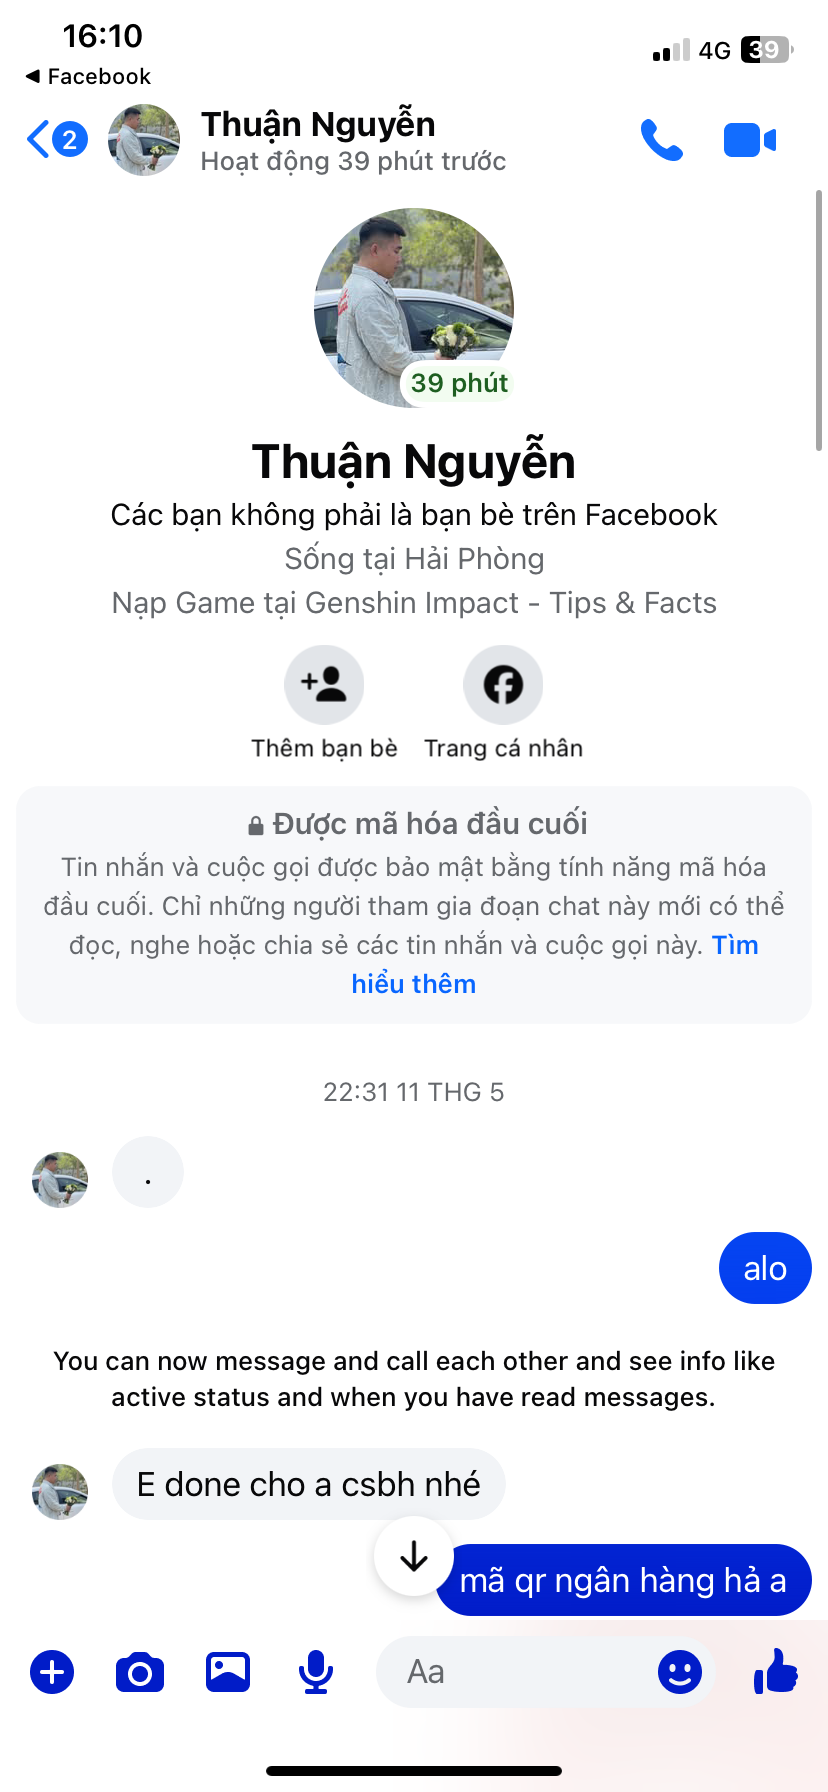 16:10
4G
39
◀ Facebook
2
Thuận Nguyễn
Hoạt động 39 phút trước
39 phút
Thuận Nguyễn
Các bạn không phải là bạn bè trên Facebook
Sống tại Hải Phòng
Nạp Game tại Genshin Impact - Tips & Facts
Thêm bạn bè
Trang cá nhân
Được mã hóa đầu cuối
Tin nhắn và cuộc gọi được bảo mật bằng tính năng mã hóa
đầu cuối. Chỉ những người tham gia đoạn chat này mới có thể
đọc, nghe hoặc chia sẻ các tin nhắn và cuộc gọi này. Tìm
hiểu thêm
22:31 11 THG 5
.
alo
You can now message and call each other and see info like
active status and when you have read messages.
E done cho a csbh nhé
mã qr ngân hàng hả a
Aa